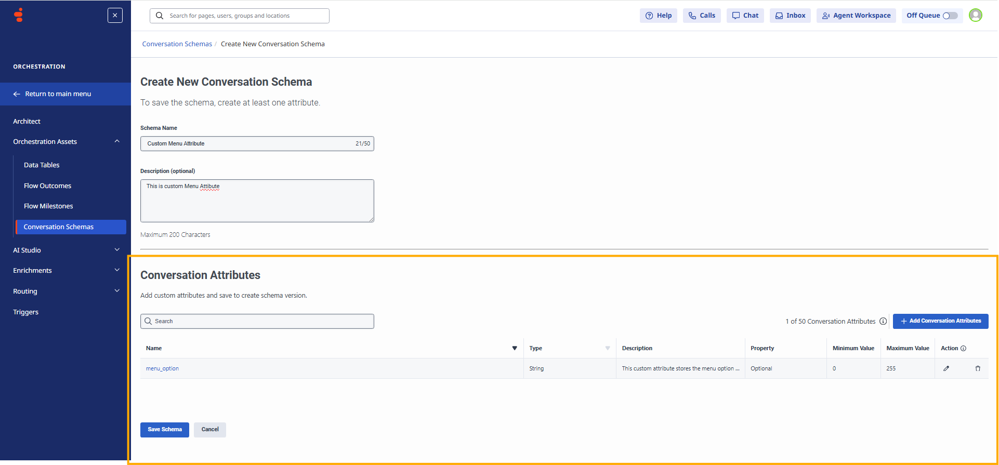 Search for pages, users, groups and locations
Help
Calls
Chat
Inbox
Agent Workspace
Off Queue
Conversation Schemas / Create New Conversation Schema
ORCHESTRATION
Return to main menu
Architect
Orchestration Assets
Data Tables
Flow Outcomes
Flow Milestones
Conversation Schemas
AI Studio
Enrichments
Routing
Triggers
Create New Conversation Schema
To save the schema, create at least one attribute.
Schema Name
Custom Menu Attribute 21/50
Description (optional)
This is custom Menu Attibute
Maximum 200 Characters
Conversation Attributes
Add custom attributes and save to create schema version.
Search
1 of 50 Conversation Attributes
Add Conversation Attributes
Name Type Description Property Minimum Value Maximum Value Action
menu_option String This custom attribute stores the menu option ... Optional 0 255
Save Schema
Cancel